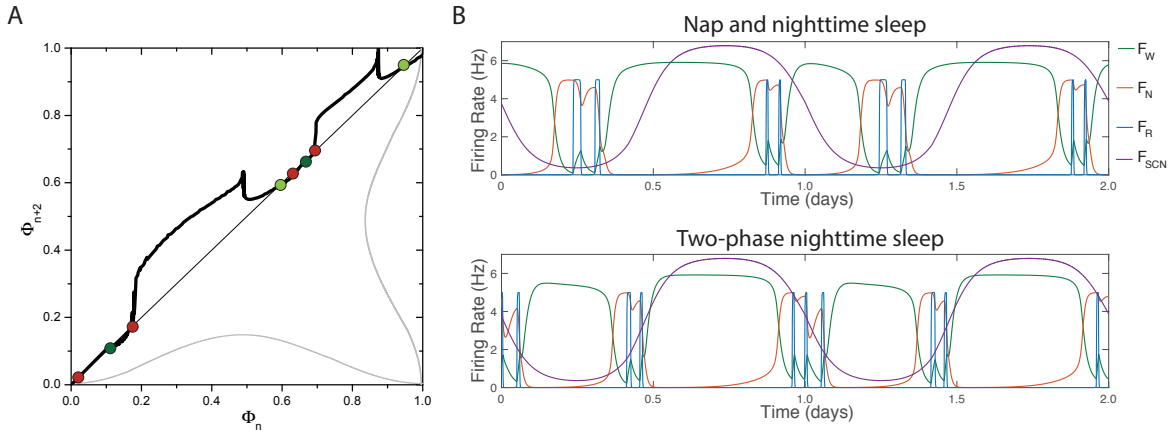 A
1.0
0.8
0.6
0.4
0.2
0.0
Φn+2
0.0 0.2 0.4 0.6 0.8 1.0
Φn
B
Nap and nighttime sleep
6
4
2
0
Firing Rate (Hz)
0 0.5 1.0 1.5 2.0
Time (days)
FW
FN
FR
FSCN
Two-phase nighttime sleep
6
4
2
0
Firing Rate (Hz)
0 0.5 1.0 1.5 2.0
Time (days)